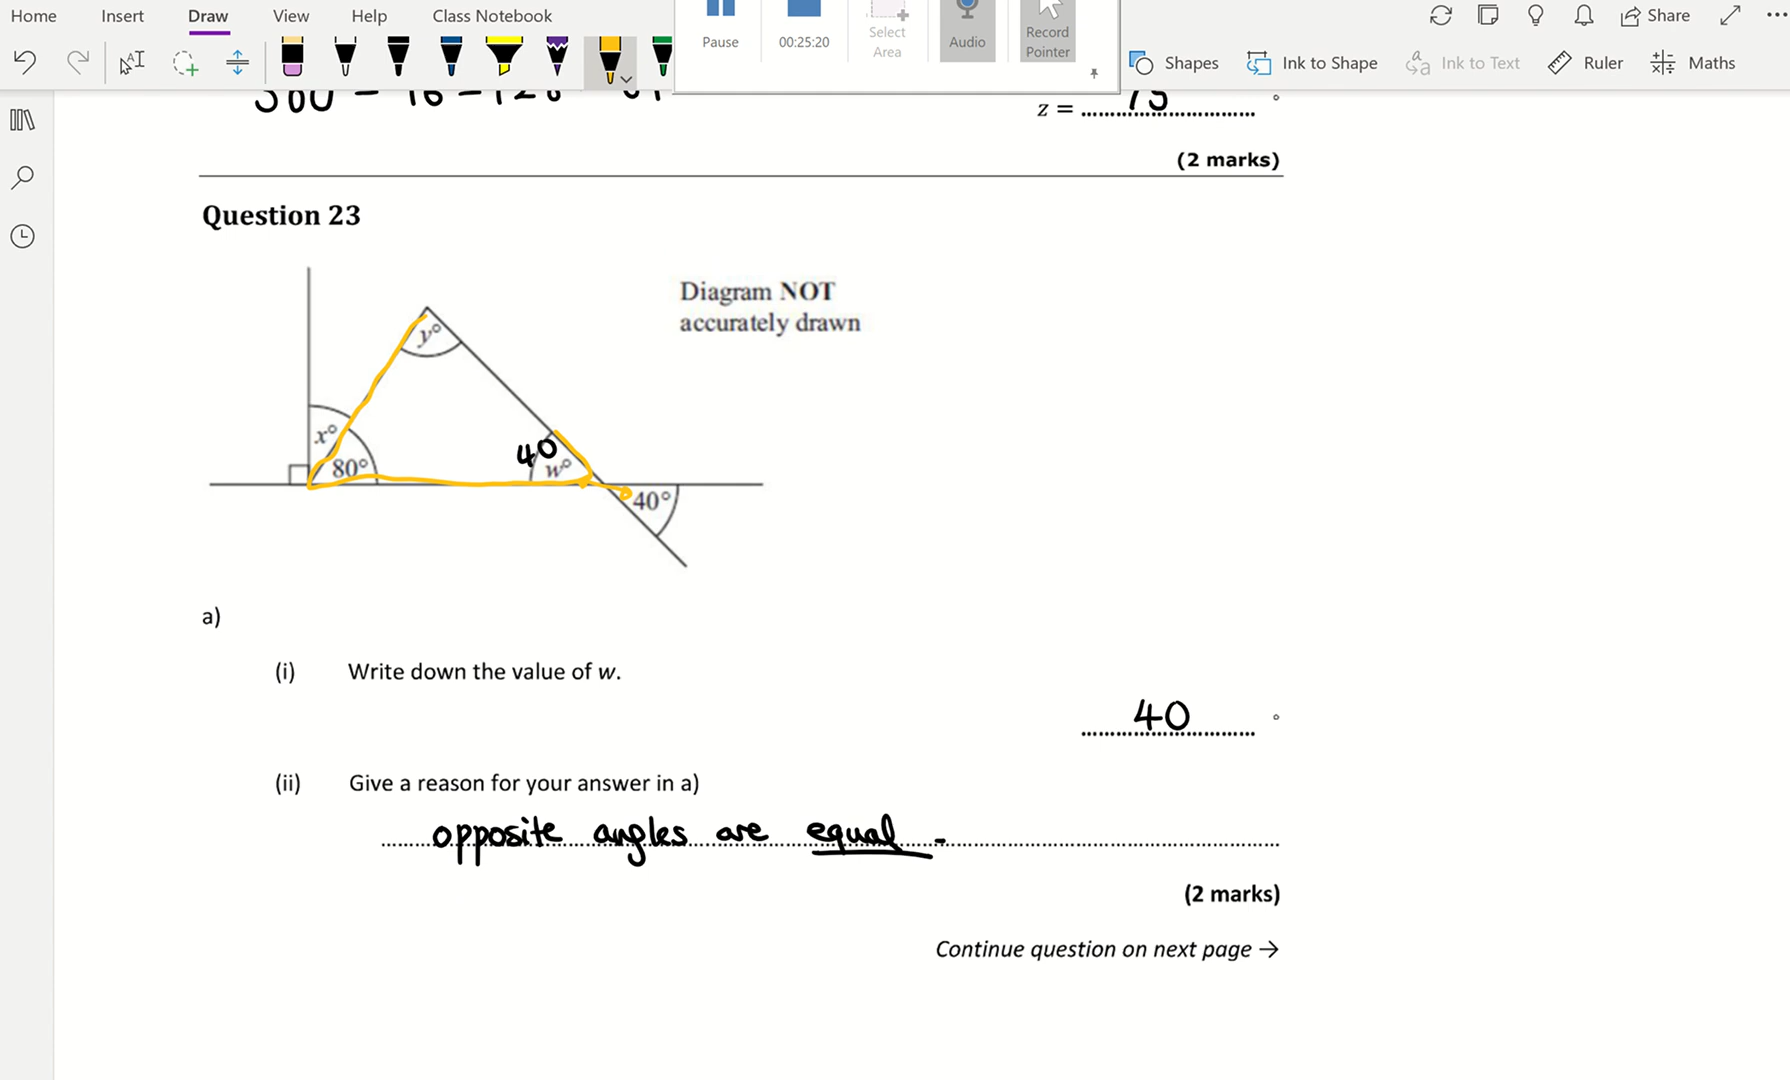 Home Insert Draw View Help Class Notebook
Share
Pause 00:25:20 Select Area Audio Record Pointer
Shapes Ink to Shape Ink to Text Ruler Maths
z = 75 °
(2 marks)
Question 23
Diagram NOT
accurately drawn
y°
x°
80°
40
w°
40°
a)
(i) Write down the value of w.
40 °
(ii) Give a reason for your answer in a)
opposite angles are equal.
(2 marks)
Continue question on next page →